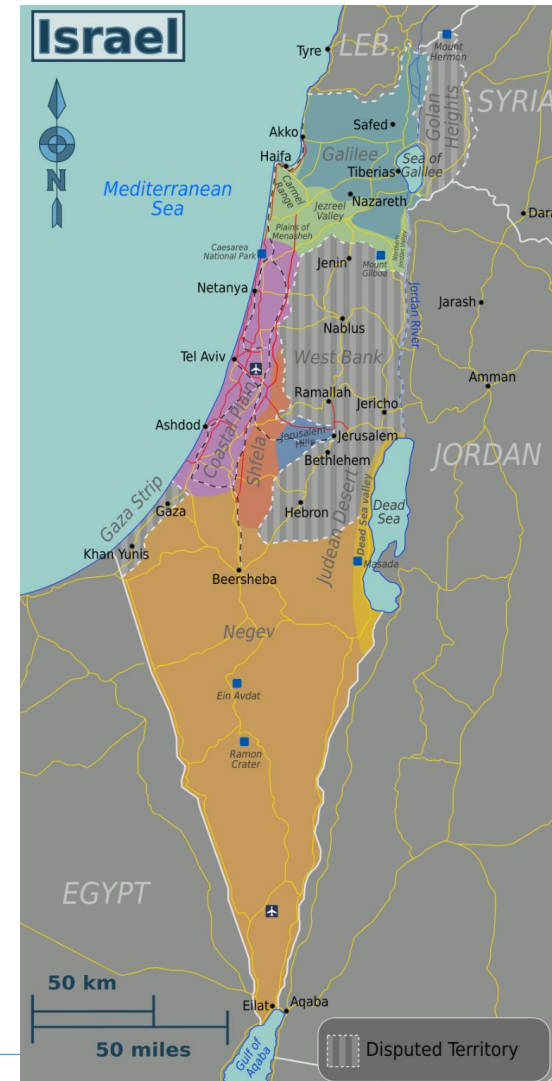 Israel
LEB.
Tyre
Mount
Hermon
SYRIA
Golan
Heights
Safed
Akko
Galilee
Sea of
Galilee
Haifa
Tiberias
N
Carmel
Range
Nazareth
Mediterranean
Sea
Jezreel
Valley
Plains of
Menasheh
Dara
Caesarea
National Park
Jenin
Mount
Gilboa
Northern
Jordan Valley
Netanya
Jordan River
Jarash
Nablus
Tel Aviv
West Bank
Amman
Ramallah
Jericho
Coastal Plain
Ashdod
Jerusalem
Hills
Jerusalem
Shfela
Bethlehem
JORDAN
Gaza Strip
Gaza
Hebron
Judean Desert
Dead Sea valley
Dead
Sea
Khan Yunis
Masada
Beersheba
Negev
Ein Avdat
Ramon
Crater
EGYPT
50 km
50 miles
Eilat
Aqaba
Gulf of
Aqaba
Disputed Territory